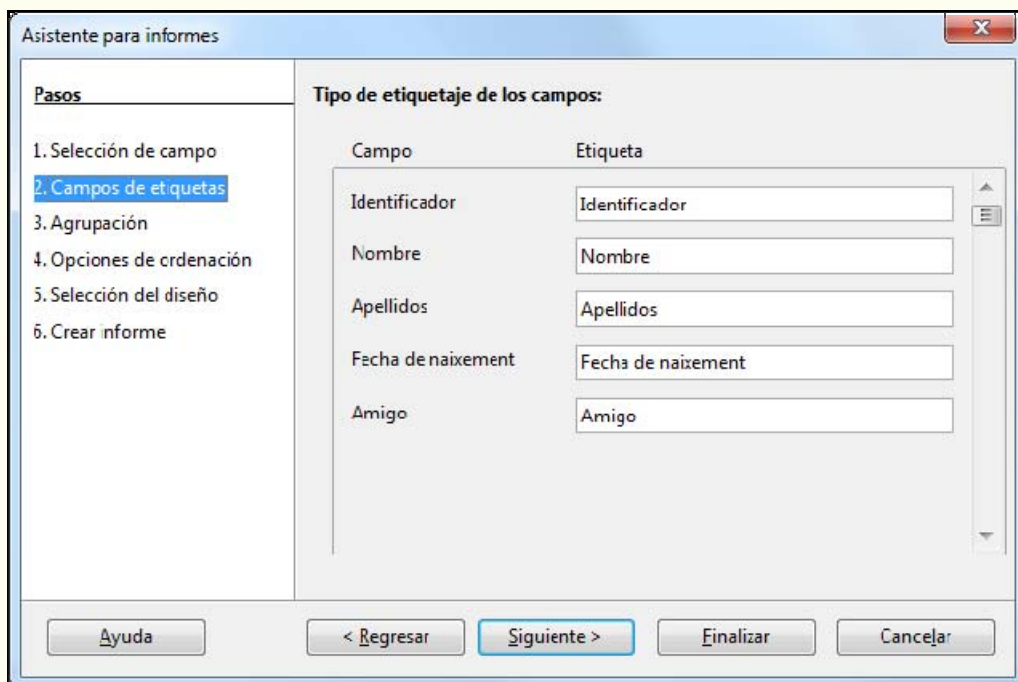 Asistente para informes
Pasos
1. Selección de campo
2. Campos de etiquetas
3. Agrupación
4. Opciones de ordenación
5. Selección del diseño
6. Crear informe
Tipo de etiquetaje de los campos:
Campo Etiqueta
Identificador Identificador
Nombre Nombre
Apellidos Apellidos
Fecha de naixement Fecha de naixement
Amigo Amigo
Ayuda < Regresar Siguiente > Finalizar Cancelar